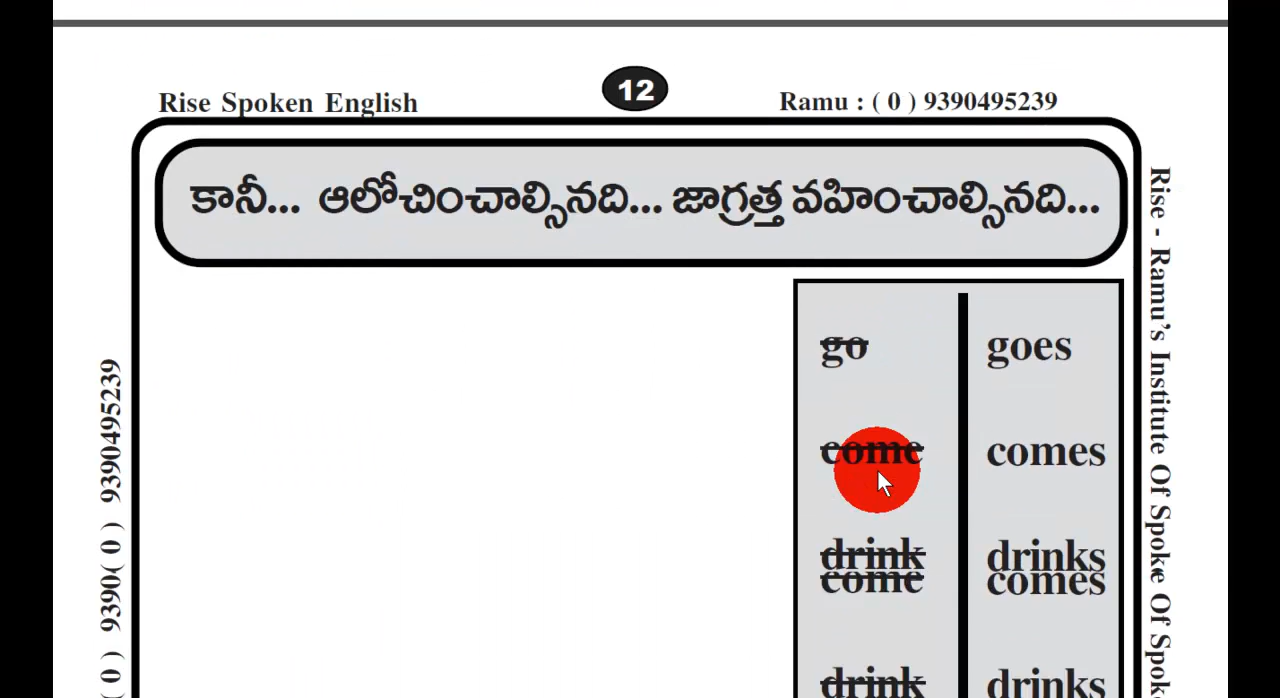 Rise Spoken English
12
Ramu : ( 0 ) 9390495239
కానీ... ఆలోచించాల్సినది... జాగ్రత్త వహించాల్సినది...
go goes
come comes
drink drinks
come comes
drink drinks
Rise - Ramu's Institute Of Spoke Of Spok
( 0 ) 9390( 0 ) 9390495239